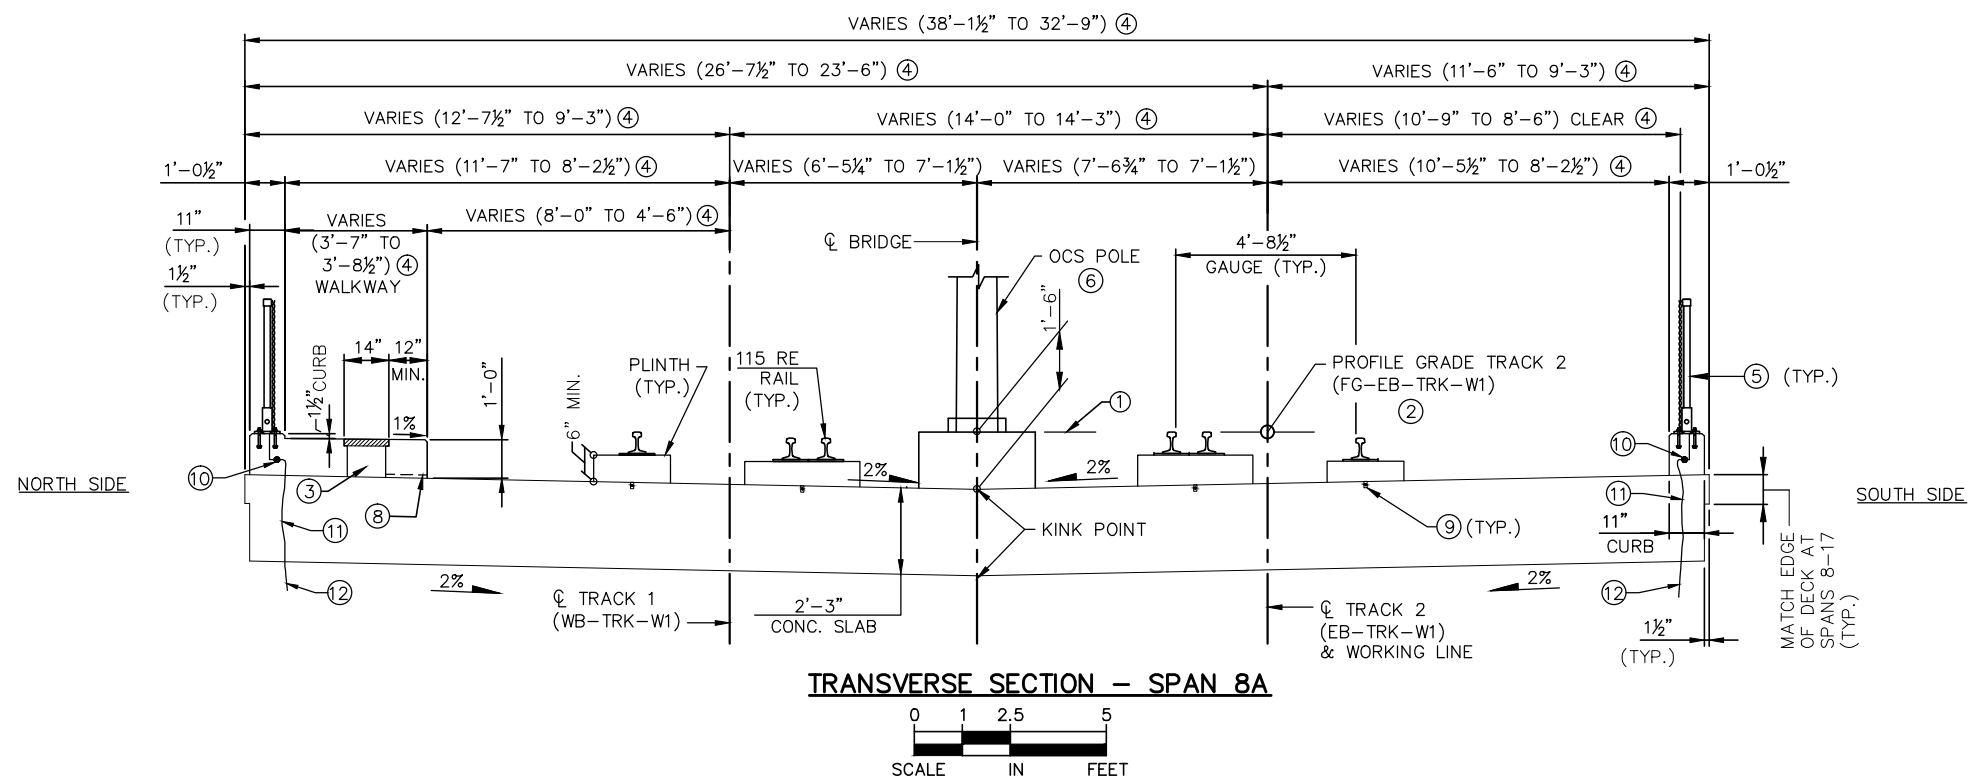 VARIES (38'-1½" TO 32'-9") ④
VARIES (26'-7½" TO 23'-6") ④
VARIES (11'-6" TO 9'-3") ④
VARIES (12'-7½" TO 9'-3") ④
VARIES (14'-0" TO 14'-3") ④
VARIES (10'-9" TO 8'-6") CLEAR ④
1'-0½"
VARIES (11'-7" TO 8'-2½") ④
VARIES (6'-5¼" TO 7'-1½")
VARIES (7'-6¾" TO 7'-1½")
VARIES (10'-5½" TO 8'-2½") ④
1'-0½"
11"
(TYP.)
VARIES
(3'-7" TO
3'-8½") ④
WALKWAY
VARIES (8'-0" TO 4'-6") ④
℄ BRIDGE
4'-8½"
GAUGE (TYP.)
OCS POLE
⑥
1½"
(TYP.)
1'-6"
14"
12"
MIN.
1½" CURB
1'-0"
6" MIN.
PLINTH
(TYP.)
115 RE
RAIL
(TYP.)
PROFILE GRADE TRACK 2
(FG-EB-TRK-W1)
②
①
⑤ (TYP.)
1%
2%
2%
⑩
⑩
NORTH SIDE
SOUTH SIDE
③
⑧
⑪
⑪
⑨ (TYP.)
KINK POINT
11"
CURB
2%
2%
⑫
⑫
℄ TRACK 1
(WB-TRK-W1)
2'-3"
CONC. SLAB
℄ TRACK 2
(EB-TRK-W1)
& WORKING LINE
1½"
(TYP.)
MATCH EDGE
OF DECK AT
SPANS 8-17
(TYP.)
TRANSVERSE SECTION - SPAN 8A
0 1 2.5 5
SCALE IN FEET